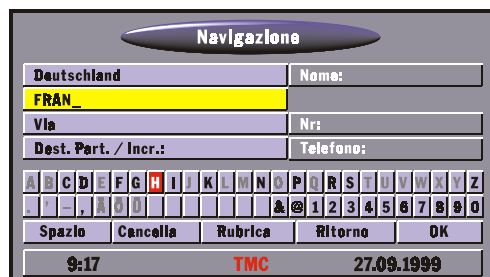 Navigazione
Deutschland Nome:
FRAN_
Via Nr:
Dest. Part. / Incr.: Telefono:
A B C D E F G H I J K L M N O P Q R S T U V W X Y Z
. ' – , Ä Ö Ü & @ 1 2 3 4 5 6 7 8 9 0
Spazio Cancella Rubrica Ritorno OK
9:17 TMC 27.09.1999